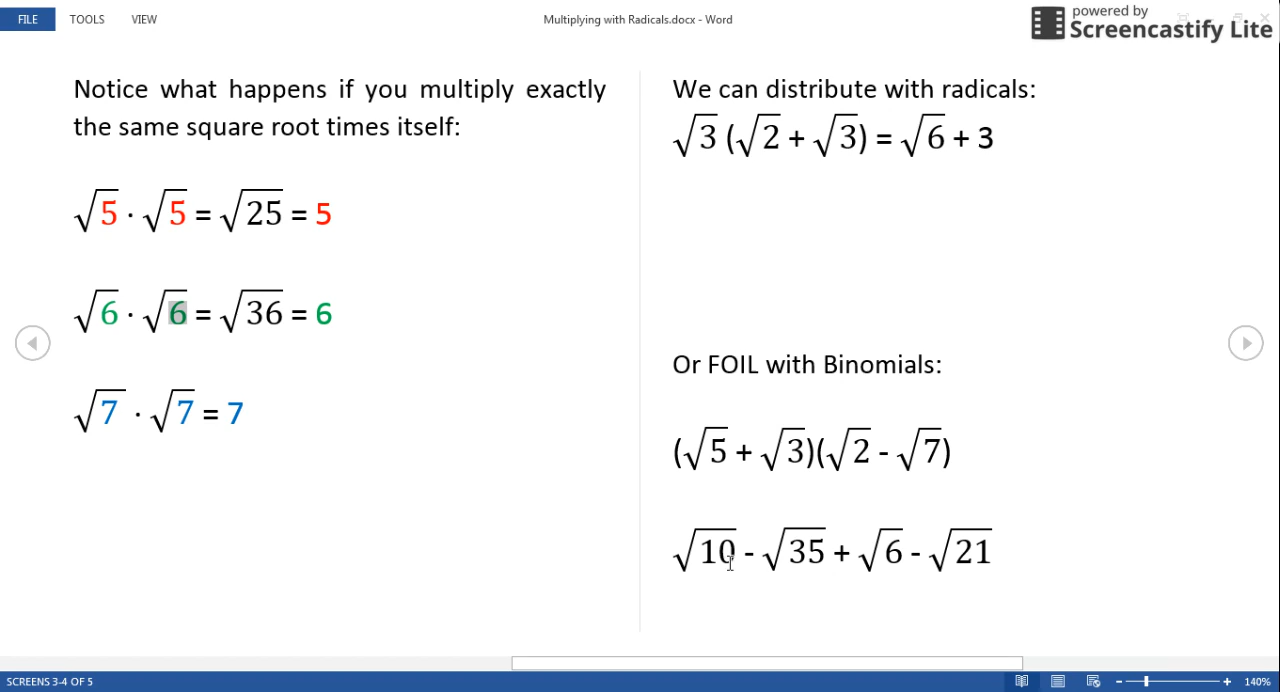 FILE TOOLS VIEW Multiplying with Radicals.docx - Word
powered by
Screencastify Lite
Notice what happens if you multiply exactly
the same square root times itself:
√5 · √5 = √25 = 5
√6 · √6 = √36 = 6
√7 · √7 = 7
We can distribute with radicals:
√3 (√2 + √3) = √6 + 3
Or FOIL with Binomials:
(√5 + √3)(√2 - √7)
√10 - √35 + √6 - √21
SCREENS 3-4 OF 5 140%